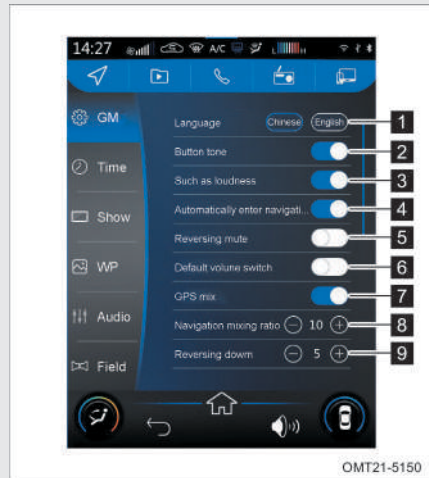 14:27 A/C L H
GM
Language Chinese English 1
Button tone 2
Time
Such as loudness 3
Automatically enter navigati... 4
Show
Reversing mute 5
WP
Default volume switch 6
GPS mix 7
Audio
Navigation mixing ratio 10 8
Reversing dowm 5 9
Field
OMT21-5150